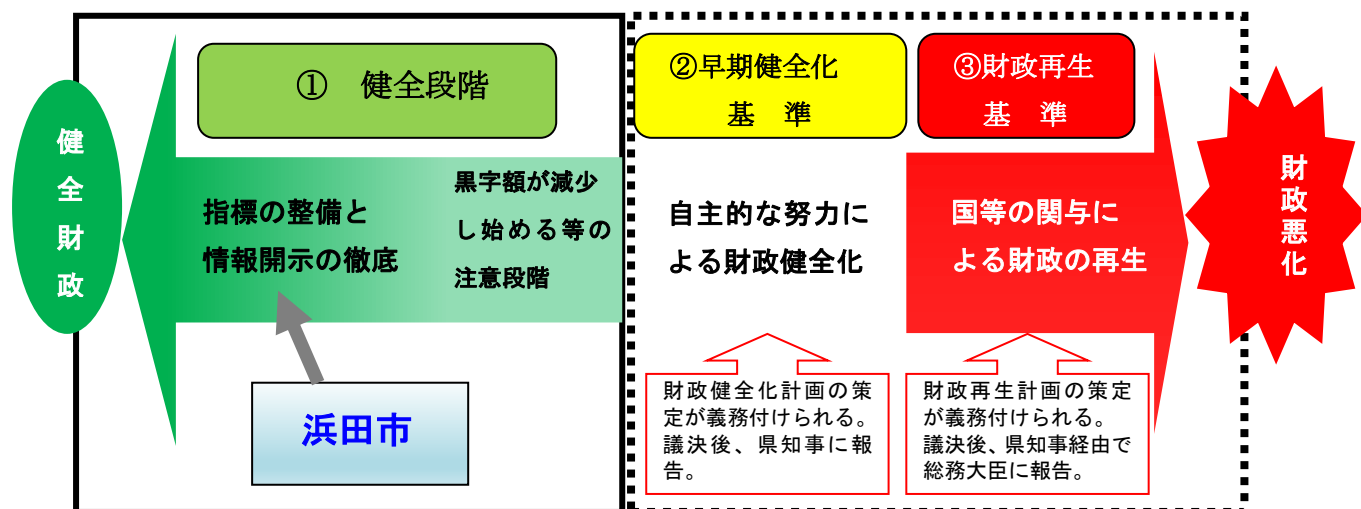 健全財政
① 健全段階
指標の整備と
情報開示の徹底
黒字額が減少
し始める等の
注意段階
浜田市
②早期健全化
基 準
自主的な努力に
よる財政健全化
財政健全化計画の策
定が義務付けられる。
議決後、県知事に報
告。
③財政再生
基 準
国等の関与に
よる財政の再生
財政再生計画の策定
が義務付けられる。
議決後、県知事経由で
総務大臣に報告。
財政悪化